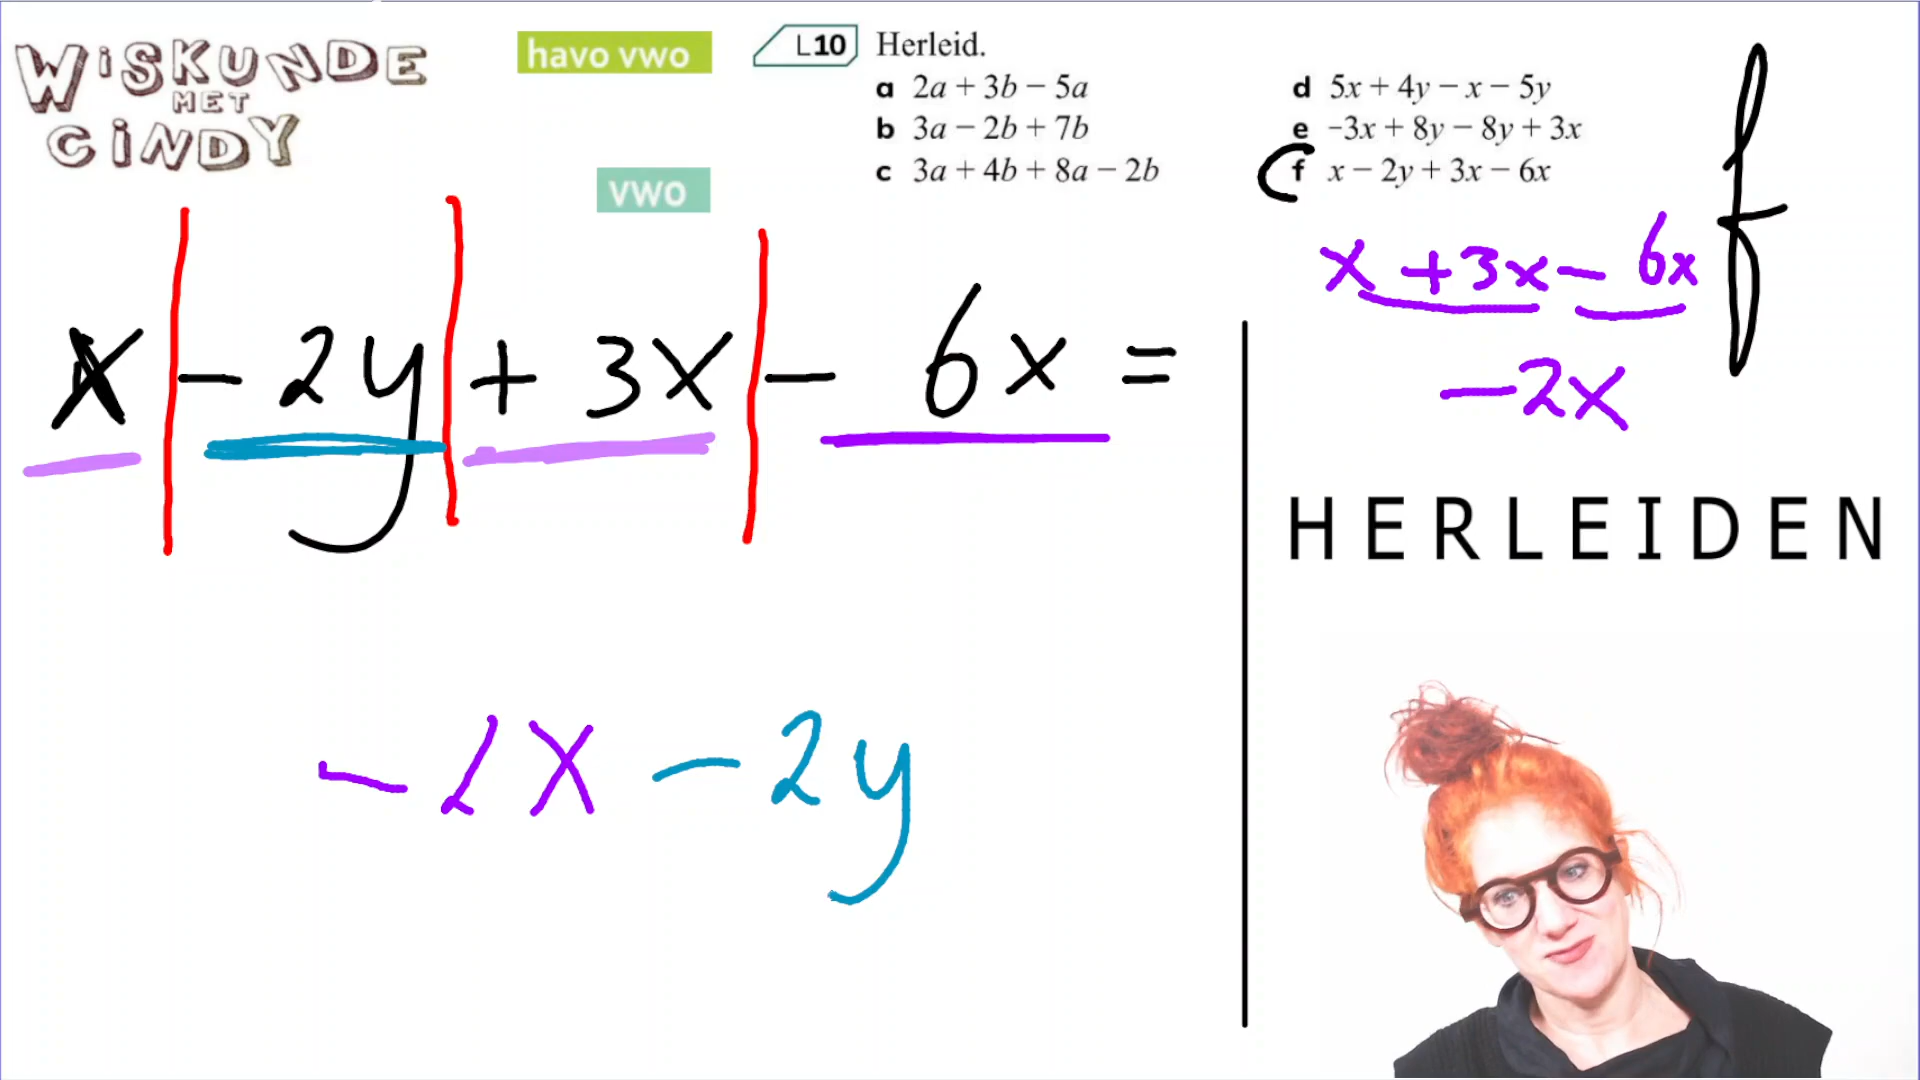 WiSKUNDE
MET
CiNDY
havo vwo
vwo
L10 Herleid.
a 2a + 3b − 5a
b 3a − 2b + 7b
c 3a + 4b + 8a − 2b
d 5x + 4y − x − 5y
e -3x + 8y − 8y + 3x
f x − 2y + 3x − 6x
f
x + 3x − 6x
− 2x
x − 2y + 3x − 6x =
HERLEIDEN
− 2x − 2y